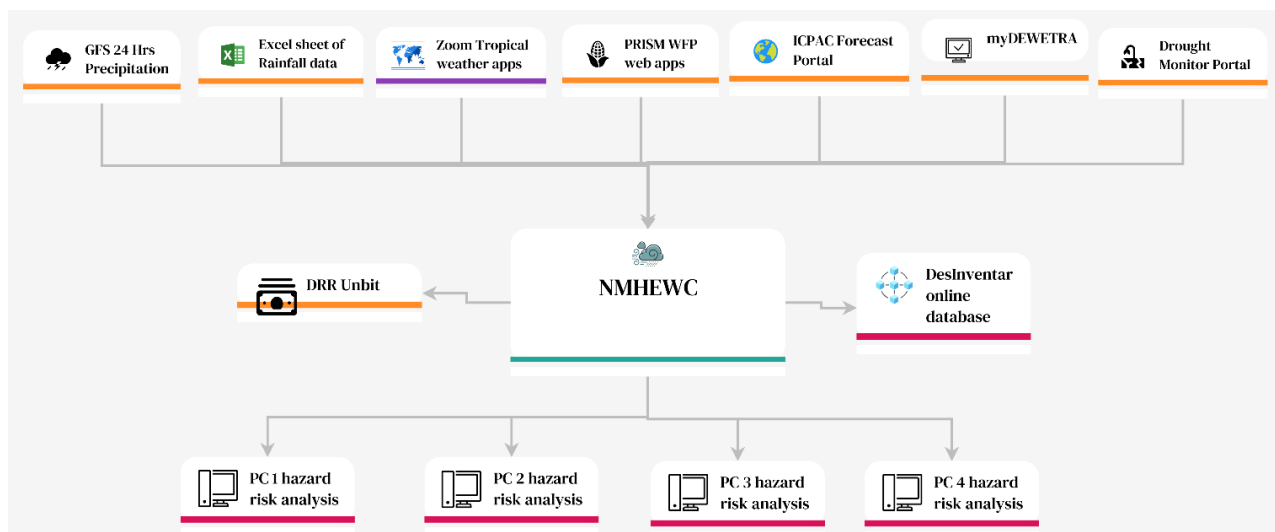 GFS 24 Hrs
Precipitation
Excel sheet of
Rainfall data
Zoom Tropical
weather apps
PRISM WFP
web apps
ICPAC Forecast
Portal
myDEWETRA
Drought
Monitor Portal
NMHEWC
DRR Unbit
DesInventar
online
database
PC 1 hazard
risk analysis
PC 2 hazard
risk analysis
PC 3 hazard
risk analysis
PC 4 hazard
risk analysis